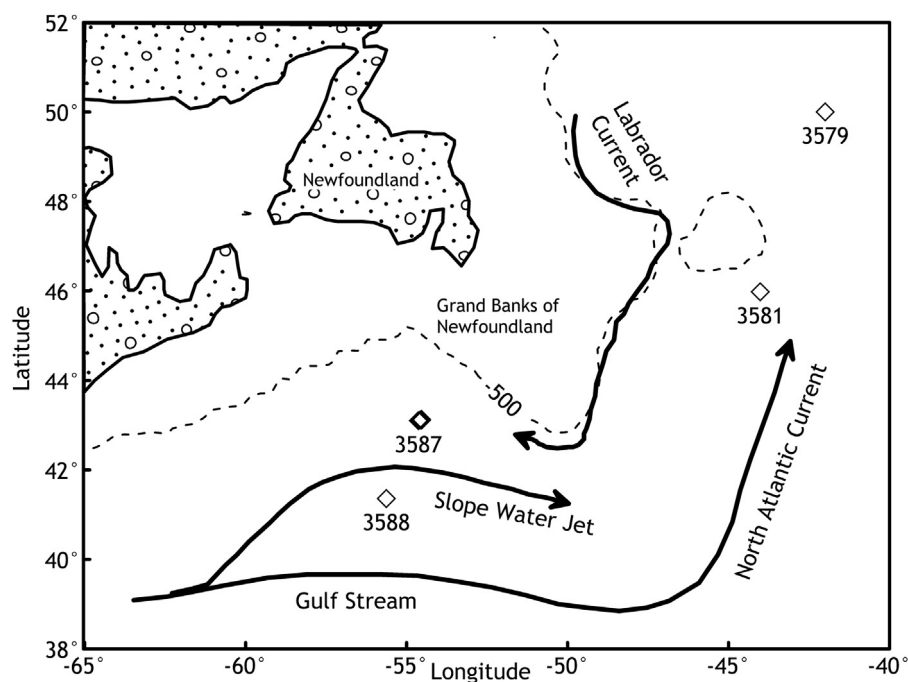 52°
50°
48°
46°
44°
42°
40°
38°
Latitude
-65°
-60°
-55°
-50°
-45°
-40°
Longitude
Newfoundland
Labrador
Current
3579
3581
Grand Banks of
Newfoundland
500
3587
3588
Slope Water Jet
Gulf Stream
North Atlantic Current